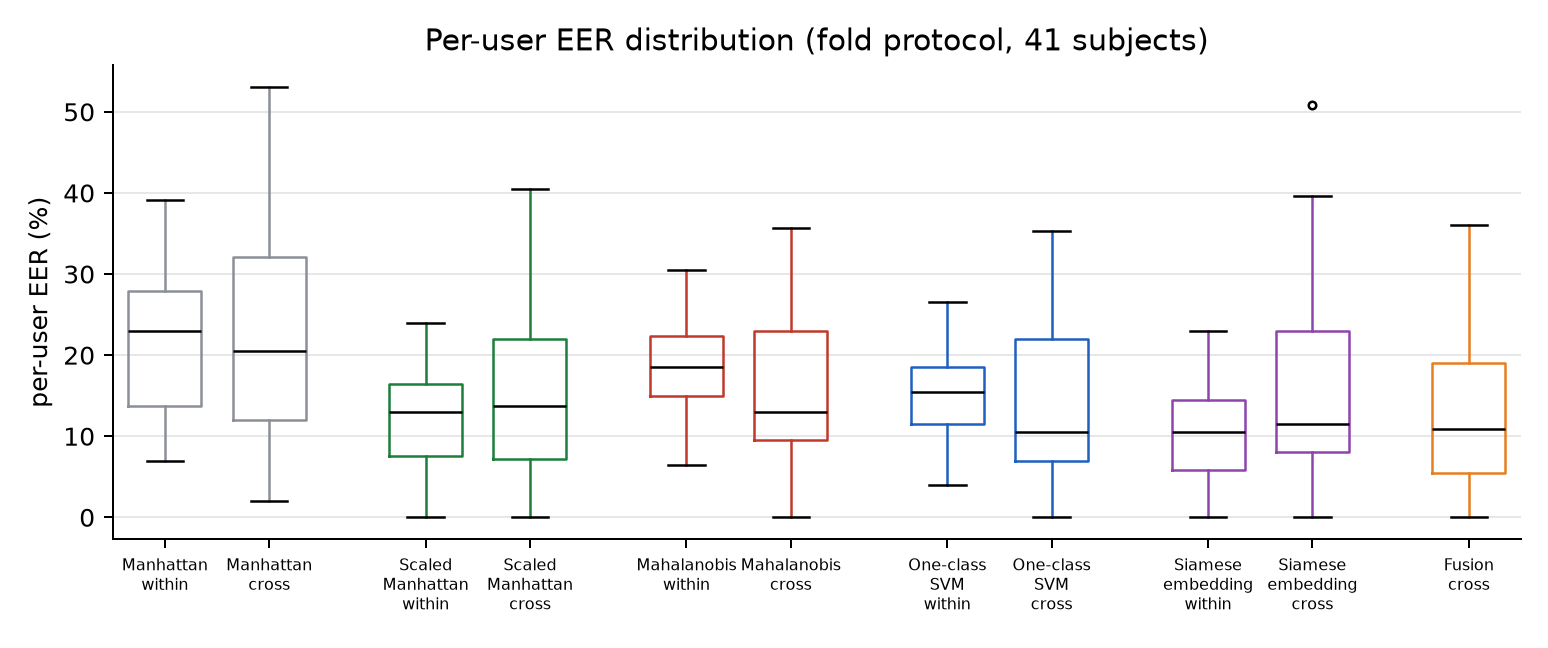 Per-user EER distribution (fold protocol, 41 subjects)
per-user EER (%)
50
40
30
20
10
0
Manhattan
within
Manhattan
cross
Scaled
Manhattan
within
Scaled
Manhattan
cross
Mahalanobis
within
Mahalanobis
cross
One-class
SVM
within
One-class
SVM
cross
Siamese
embedding
within
Siamese
embedding
cross
Fusion
cross